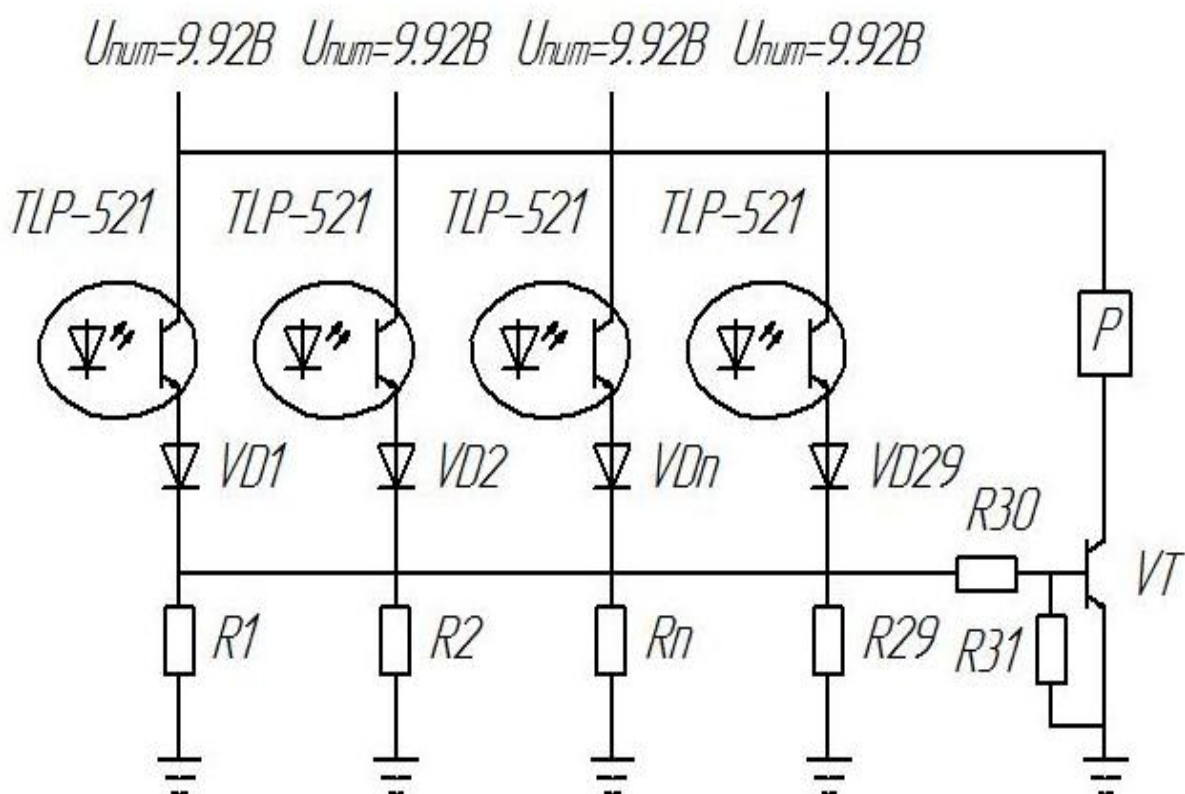 Uпит=9.92В Uпит=9.92В Uпит=9.92В Uпит=9.92В
TLP-521 TLP-521 TLP-521 TLP-521
P
VD1 VD2 VDn VD29
R30
VT
R1 R2 Rn R29 R31